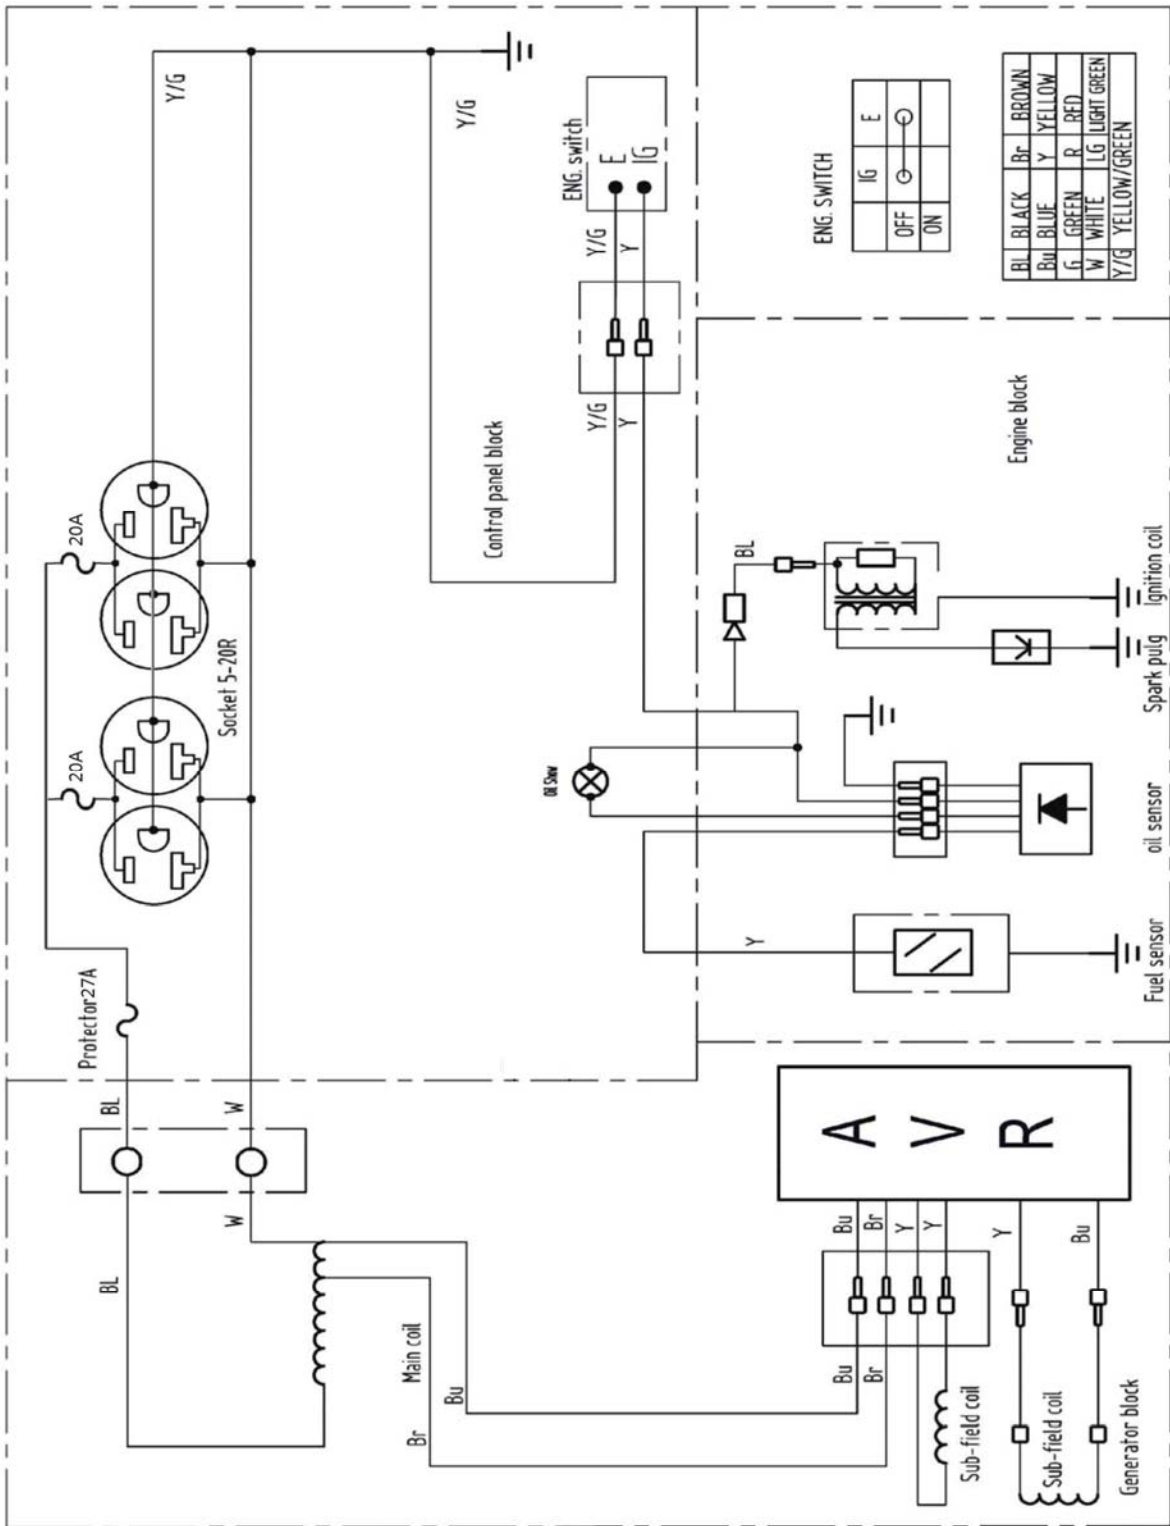 20A
20A
Protector27A
BL
BL
Y/G
W
W
Socket 5-20R
Main coil
Br
Bu
Y/G
Control panel block
Oil Show
ENG. switch
E
IG
Y/G
Y
Y/G
Y
Y
BL
A V R
Bu
Br
Y
Y
Y
Bu
Bu
Br
Sub-field coil
Sub-field coil
Generator block
Fuel sensor
oil sensor
Spark pulg
Ignition coil
Engine block
ENG. SWITCH
IG E
OFF
ON
BL BLACK Br BROWN
Bu BLUE Y YELLOW
G GREEN R RED
W WHITE LG LIGHT GREEN
Y/G YELLOW/GREEN